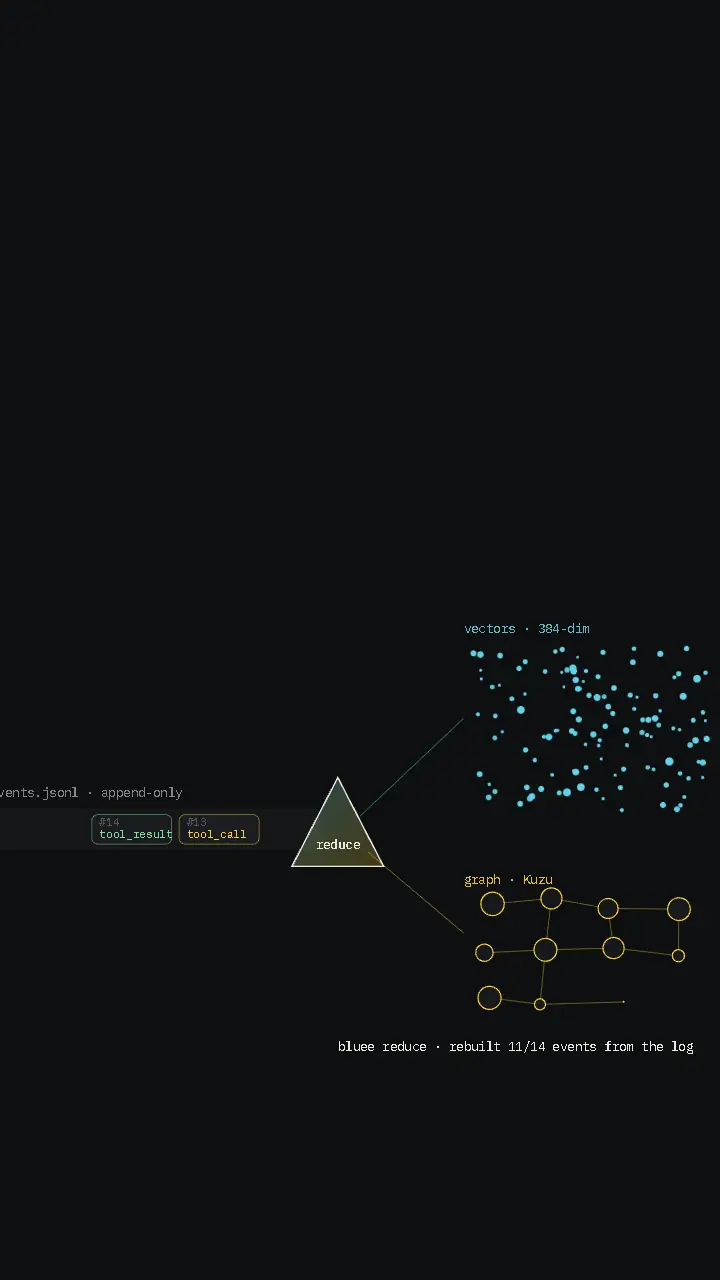 vectors · 384-dim
vents.jsonl · append-only
#14
tool_result
#13
tool_call
reduce
graph · Kuzu
bluee reduce · rebuilt 11/14 events from the log